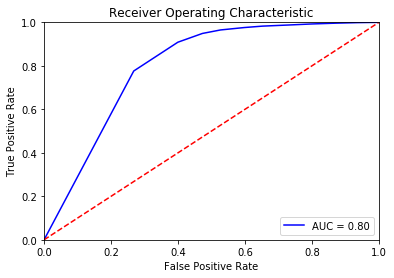 Receiver Operating Characteristic
1.0
0.8
0.6
0.4
0.2
0.0
True Positive Rate
AUC = 0.80
0.0 0.2 0.4 0.6 0.8 1.0
False Positive Rate